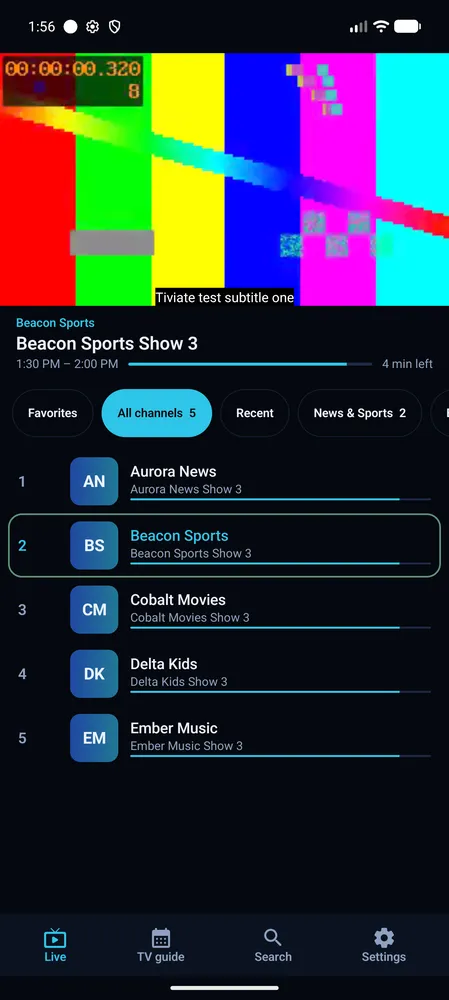 1:56
00:00:00.320
8
Tiviate test subtitle one
Beacon Sports
Beacon Sports Show 3
1:30 PM – 2:00 PM 4 min left
Favorites All channels 5 Recent News & Sports 2
1 AN Aurora News
Aurora News Show 3
2 BS Beacon Sports
Beacon Sports Show 3
3 CM Cobalt Movies
Cobalt Movies Show 3
4 DK Delta Kids
Delta Kids Show 3
5 EM Ember Music
Ember Music Show 3
Live TV guide Search Settings